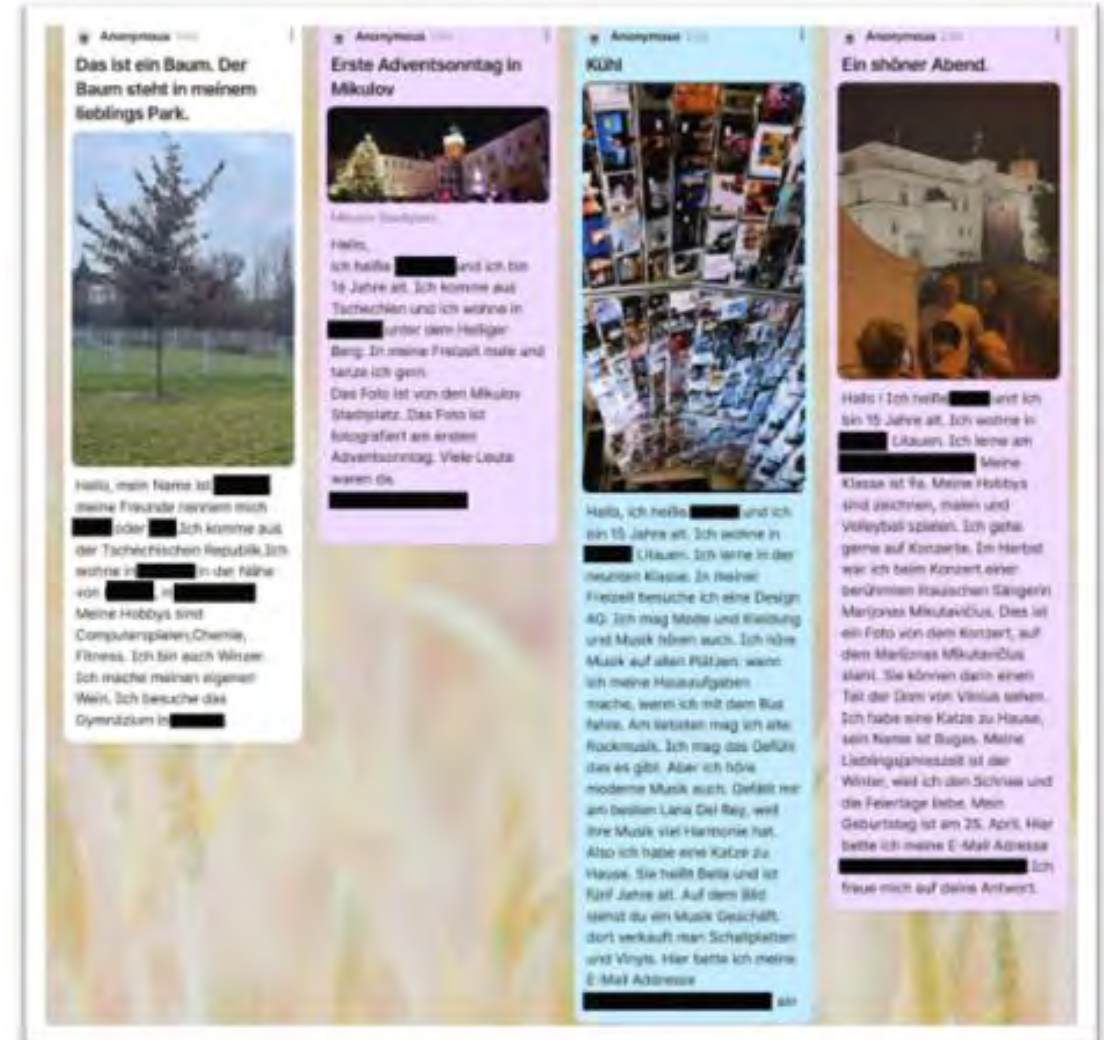 Anonymous
Das ist ein Baum. Der
Baum steht in meinem
lieblings Park.
Hallo, mein Name ist
meine Freunde nennem mich
oder Ich komme aus
der Tschechischen Republik.Ich
wohne in in der Nähe
von , in
Meine Hobbys sind
Computerspielen,Chemie,
Fitness. Ich bin auch Winzer.
Ich mache meinen eigenen
Wein. Ich besuche das
Gymnázium in
Anonymous
Erste Adventsonntag in
Mikulov
Mikulov Stadtplatz
Hallo,
ich heiße und ich bin
16 Jahre alt. Ich komme aus
Tschechien und ich wohne in
unter dem Heiliger
Berg. In meine Freizeit male und
tanze ich gern.
Das Foto ist von den Mikulov
Stadtplatz. Das Foto ist
fotografiert am ersten
Adventsonntag. Viele Leute
waren da.
Anonymous
Kühl
Hallo, ich heiße und ich
bin 15 Jahre alt. Ich wohne in
Litauen. Ich lerne in der
neunten Klasse. In meiner
Freizeit besuche ich eine Design
AG. Ich mag Mode und Kleidung
und Musik hören auch. Ich höre
Musik auf allen Plätzen: wenn
ich meine Hausaufgaben
mache, wenn ich mit dem Bus
fahre. Am liebsten mag ich alte
Rockmusik. Ich mag das Gefühl
das es gibt. Aber ich höre
moderne Musik auch. Gefällt mir
am besten Lana Del Rey, weil
ihre Musik viel Harmonie hat.
Also ich habe eine Katze zu
Hause. Sie heißt Bella und ist
fünf Jahre alt. Auf dem Bild
siehst du ein Musik Geschäft,
dort verkauft man Schallplatten
und Vinyls. Hier bette ich meine
E-Mail Addresse
ein
Anonymous
Ein shöner Abend.
Hallo ! Ich heiße und ich
bin 15 Jahre alt. Ich wohne in
Litauen. Ich lerne am
Meine
Klasse ist 9a. Meine Hobbys
sind zeichnen, malen und
Volleyball spielen. Ich gehe
gerne auf Konzerte. Im Herbst
war ich beim Konzert einer
berühmten litauischen Sängerin
Marijonas Mikutavičius. Dies ist
ein Foto von dem Konzert, auf
dem Marijonas Mikutavičius
steht. Sie können darin einen
Teil der Dom von Vilnius sehen.
Ich habe eine Katze zu Hause,
sein Name ist Bugas. Meine
Lieblingsjahreszeit ist der
Winter, weil ich den Schnee und
die Feiertage liebe. Mein
Geburtstag ist am 25. April. Hier
bette ich meine E-Mail Adresse
Ich
freue mich auf deine Antwort.